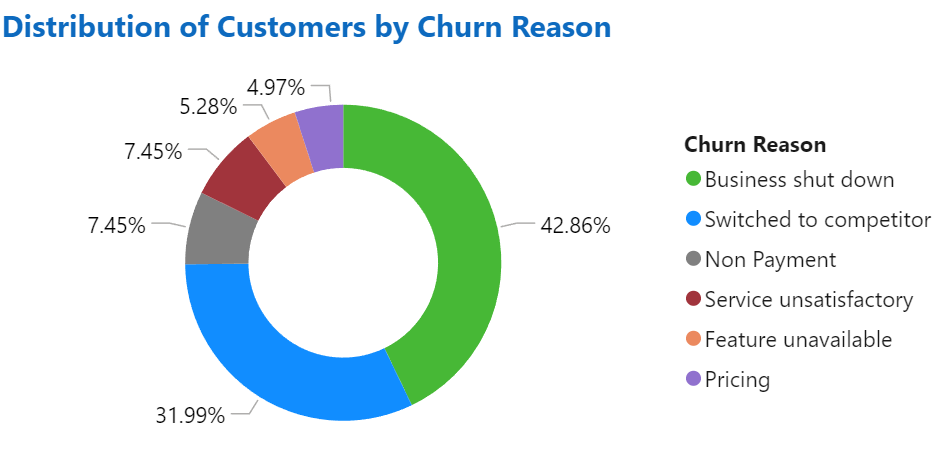 Distribution of Customers by Churn Reason
4.97%
5.28%
7.45%
7.45%
42.86%
31.99%
Churn Reason
Business shut down
Switched to competitor
Non Payment
Service unsatisfactory
Feature unavailable
Pricing